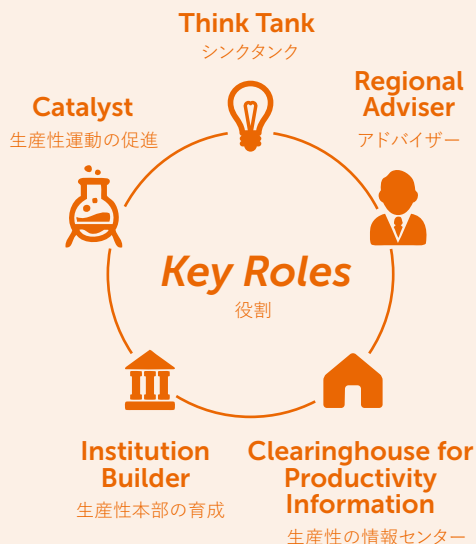 Think Tank
シンクタンク
Regional
Adviser
アドバイザー
Catalyst
生産性運動の促進
Key Roles
役割
Institution
Builder
生産性本部の育成
Clearinghouse for
Productivity
Information
生産性の情報センター